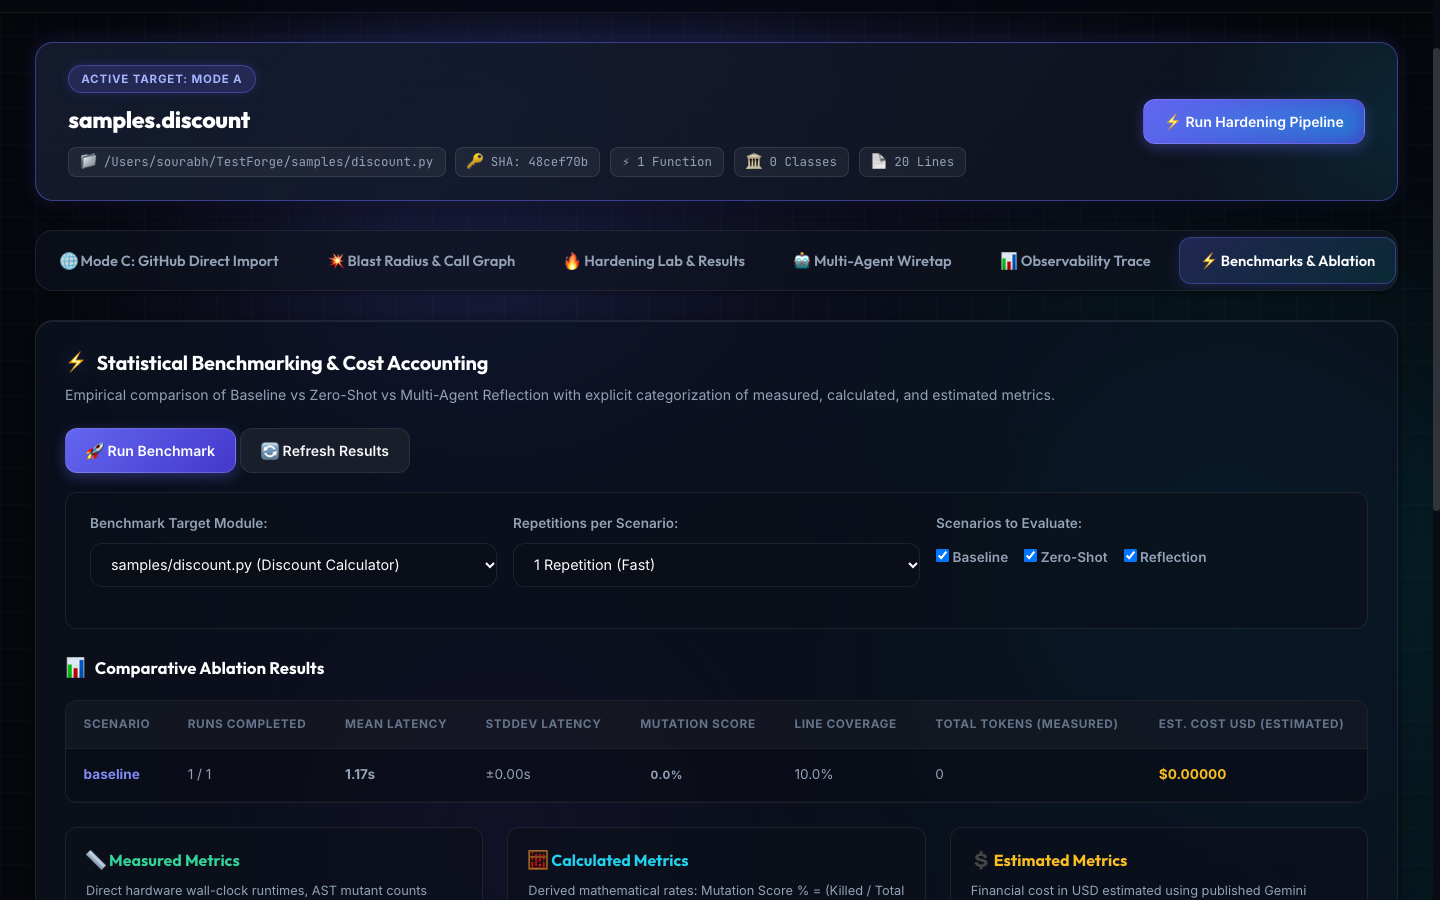 ACTIVE TARGET: MODE A
samples.discount
/Users/sourabh/TestForge/samples/discount.py SHA: 48cef70b 1 Function 0 Classes 20 Lines
Run Hardening Pipeline
Mode C: GitHub Direct Import Blast Radius & Call Graph Hardening Lab & Results Multi-Agent Wiretap Observability Trace Benchmarks & Ablation
Statistical Benchmarking & Cost Accounting
Empirical comparison of Baseline vs Zero-Shot vs Multi-Agent Reflection with explicit categorization of measured, calculated, and estimated metrics.
Run Benchmark Refresh Results
Benchmark Target Module: Repetitions per Scenario: Scenarios to Evaluate:
samples/discount.py (Discount Calculator) 1 Repetition (Fast) Baseline Zero-Shot Reflection
Comparative Ablation Results
SCENARIO RUNS COMPLETED MEAN LATENCY STDDEV LATENCY MUTATION SCORE LINE COVERAGE TOTAL TOKENS (MEASURED) EST. COST USD (ESTIMATED)
baseline 1 / 1 1.17s ±0.00s 0.0% 10.0% 0 $0.00000
Measured Metrics Calculated Metrics Estimated Metrics
Direct hardware wall-clock runtimes, AST mutant counts Derived mathematical rates: Mutation Score % = (Killed / Total Financial cost in USD estimated using published Gemini